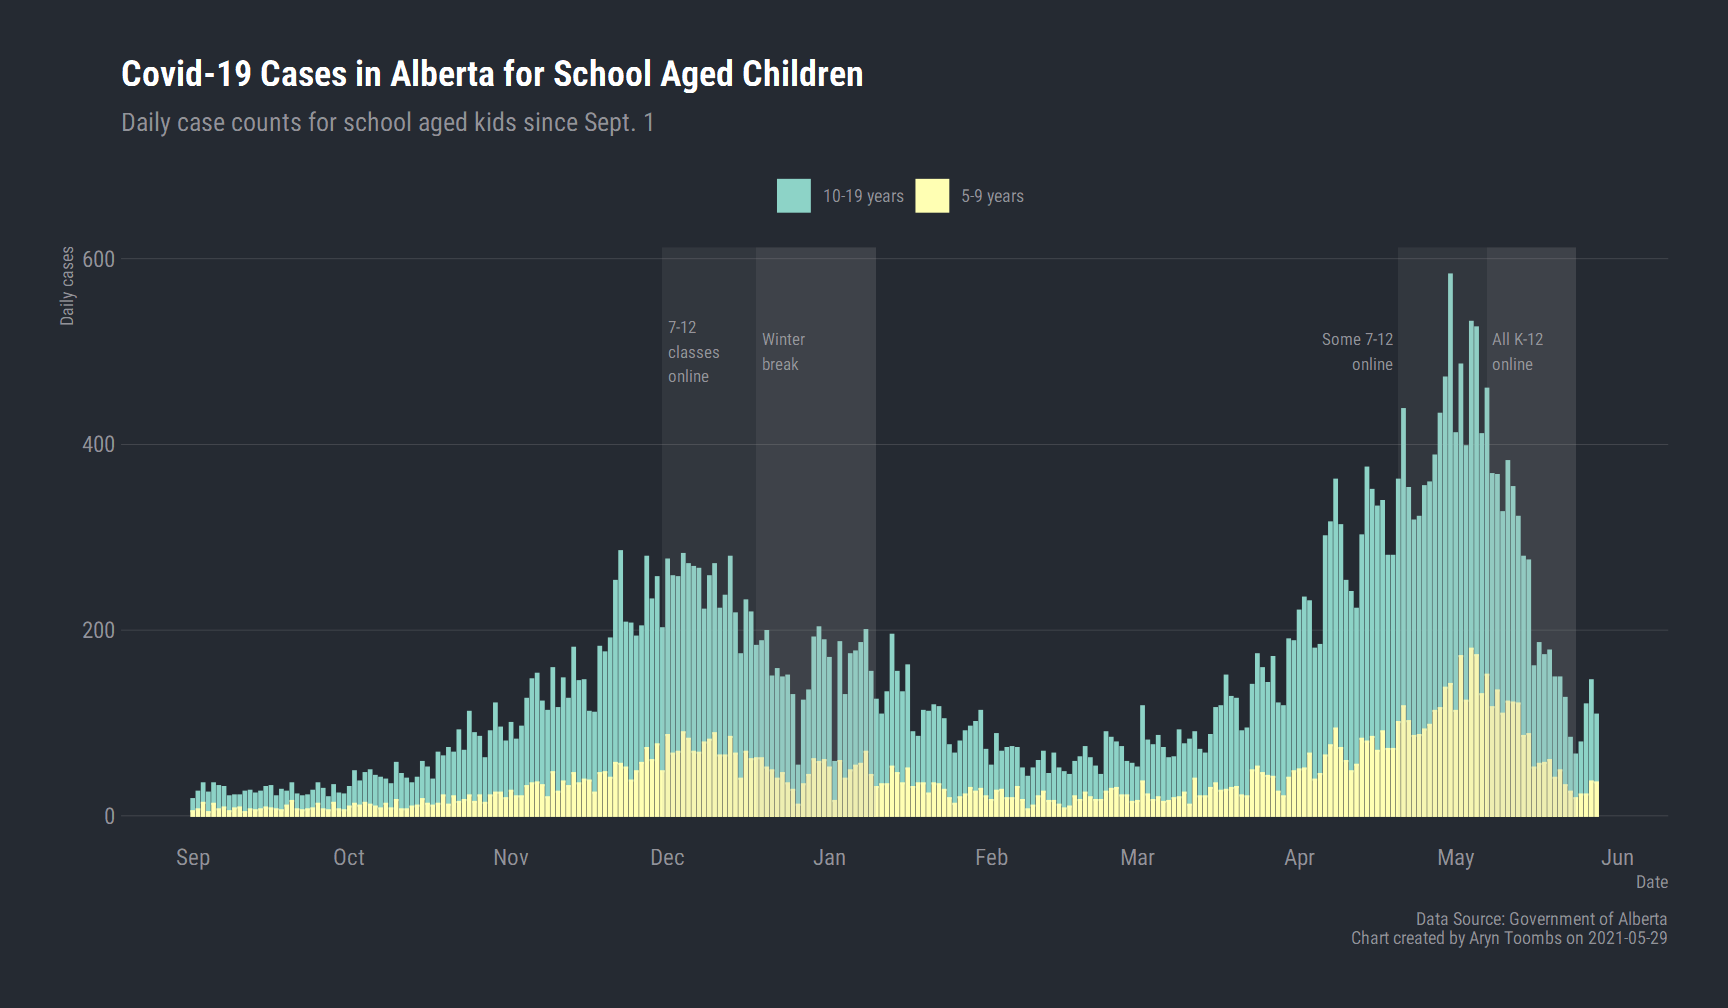 Covid-19 Cases in Alberta for School Aged Children
Daily case counts for school aged kids since Sept. 1
10-19 years
5-9 years
Daily cases
600
400
200
0
7-12
classes
online
Winter
break
Some 7-12
online
All K-12
online
Sep
Oct
Nov
Dec
Jan
Feb
Mar
Apr
May
Jun
Date
Data Source: Government of Alberta
Chart created by Aryn Toombs on 2021-05-29